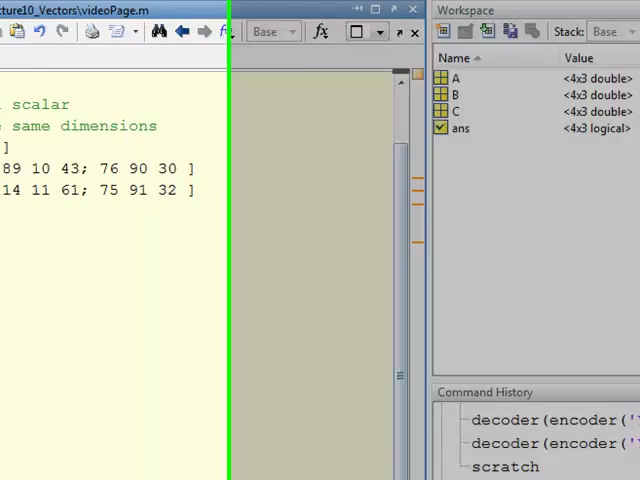 cture10_Vectors\videoPage.m
Base
fx
scalar
same dimensions
]
89 10 43; 76 90 30 ]
14 11 61; 75 91 32 ]
Workspace
Stack: Base
Name Value
A <4x3 double>
B <4x3 double>
C <4x3 double>
ans <4x3 logical>
Command History
decoder(encoder('
decoder(encoder('
scratch